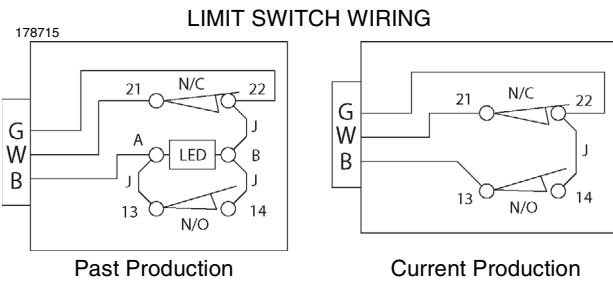 LIMIT SWITCH WIRING
178715
N/C
21
22
G
W
B
A
LED
B
J
J
J
13
14
N/O
Past Production
N/C
21
22
G
W
B
J
13
14
N/O
Current Production